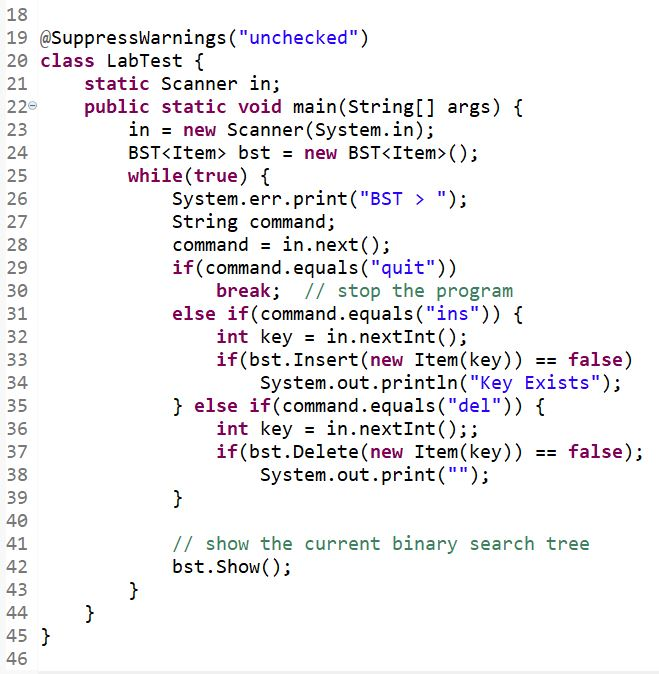 18
19 @SuppressWarnings("unchecked")
20 class LabTest {
21     static Scanner in;
22     public static void main(String[] args) {
23         in = new Scanner(System.in);
24         BST<Item> bst = new BST<Item>();
25         while(true) {
26             System.err.print("BST > ");
27             String command;
28             command = in.next();
29             if(command.equals("quit"))
30                 break;  // stop the program
31             else if(command.equals("ins")) {
32                 int key = in.nextInt();
33                 if(bst.Insert(new Item(key)) == false)
34                     System.out.println("Key Exists");
35             } else if(command.equals("del")) {
36                 int key = in.nextInt();;
37                 if(bst.Delete(new Item(key)) == false);
38                     System.out.print("");
39             }
40
41             // show the current binary search tree
42             bst.Show();
43         }
44     }
45 }
46